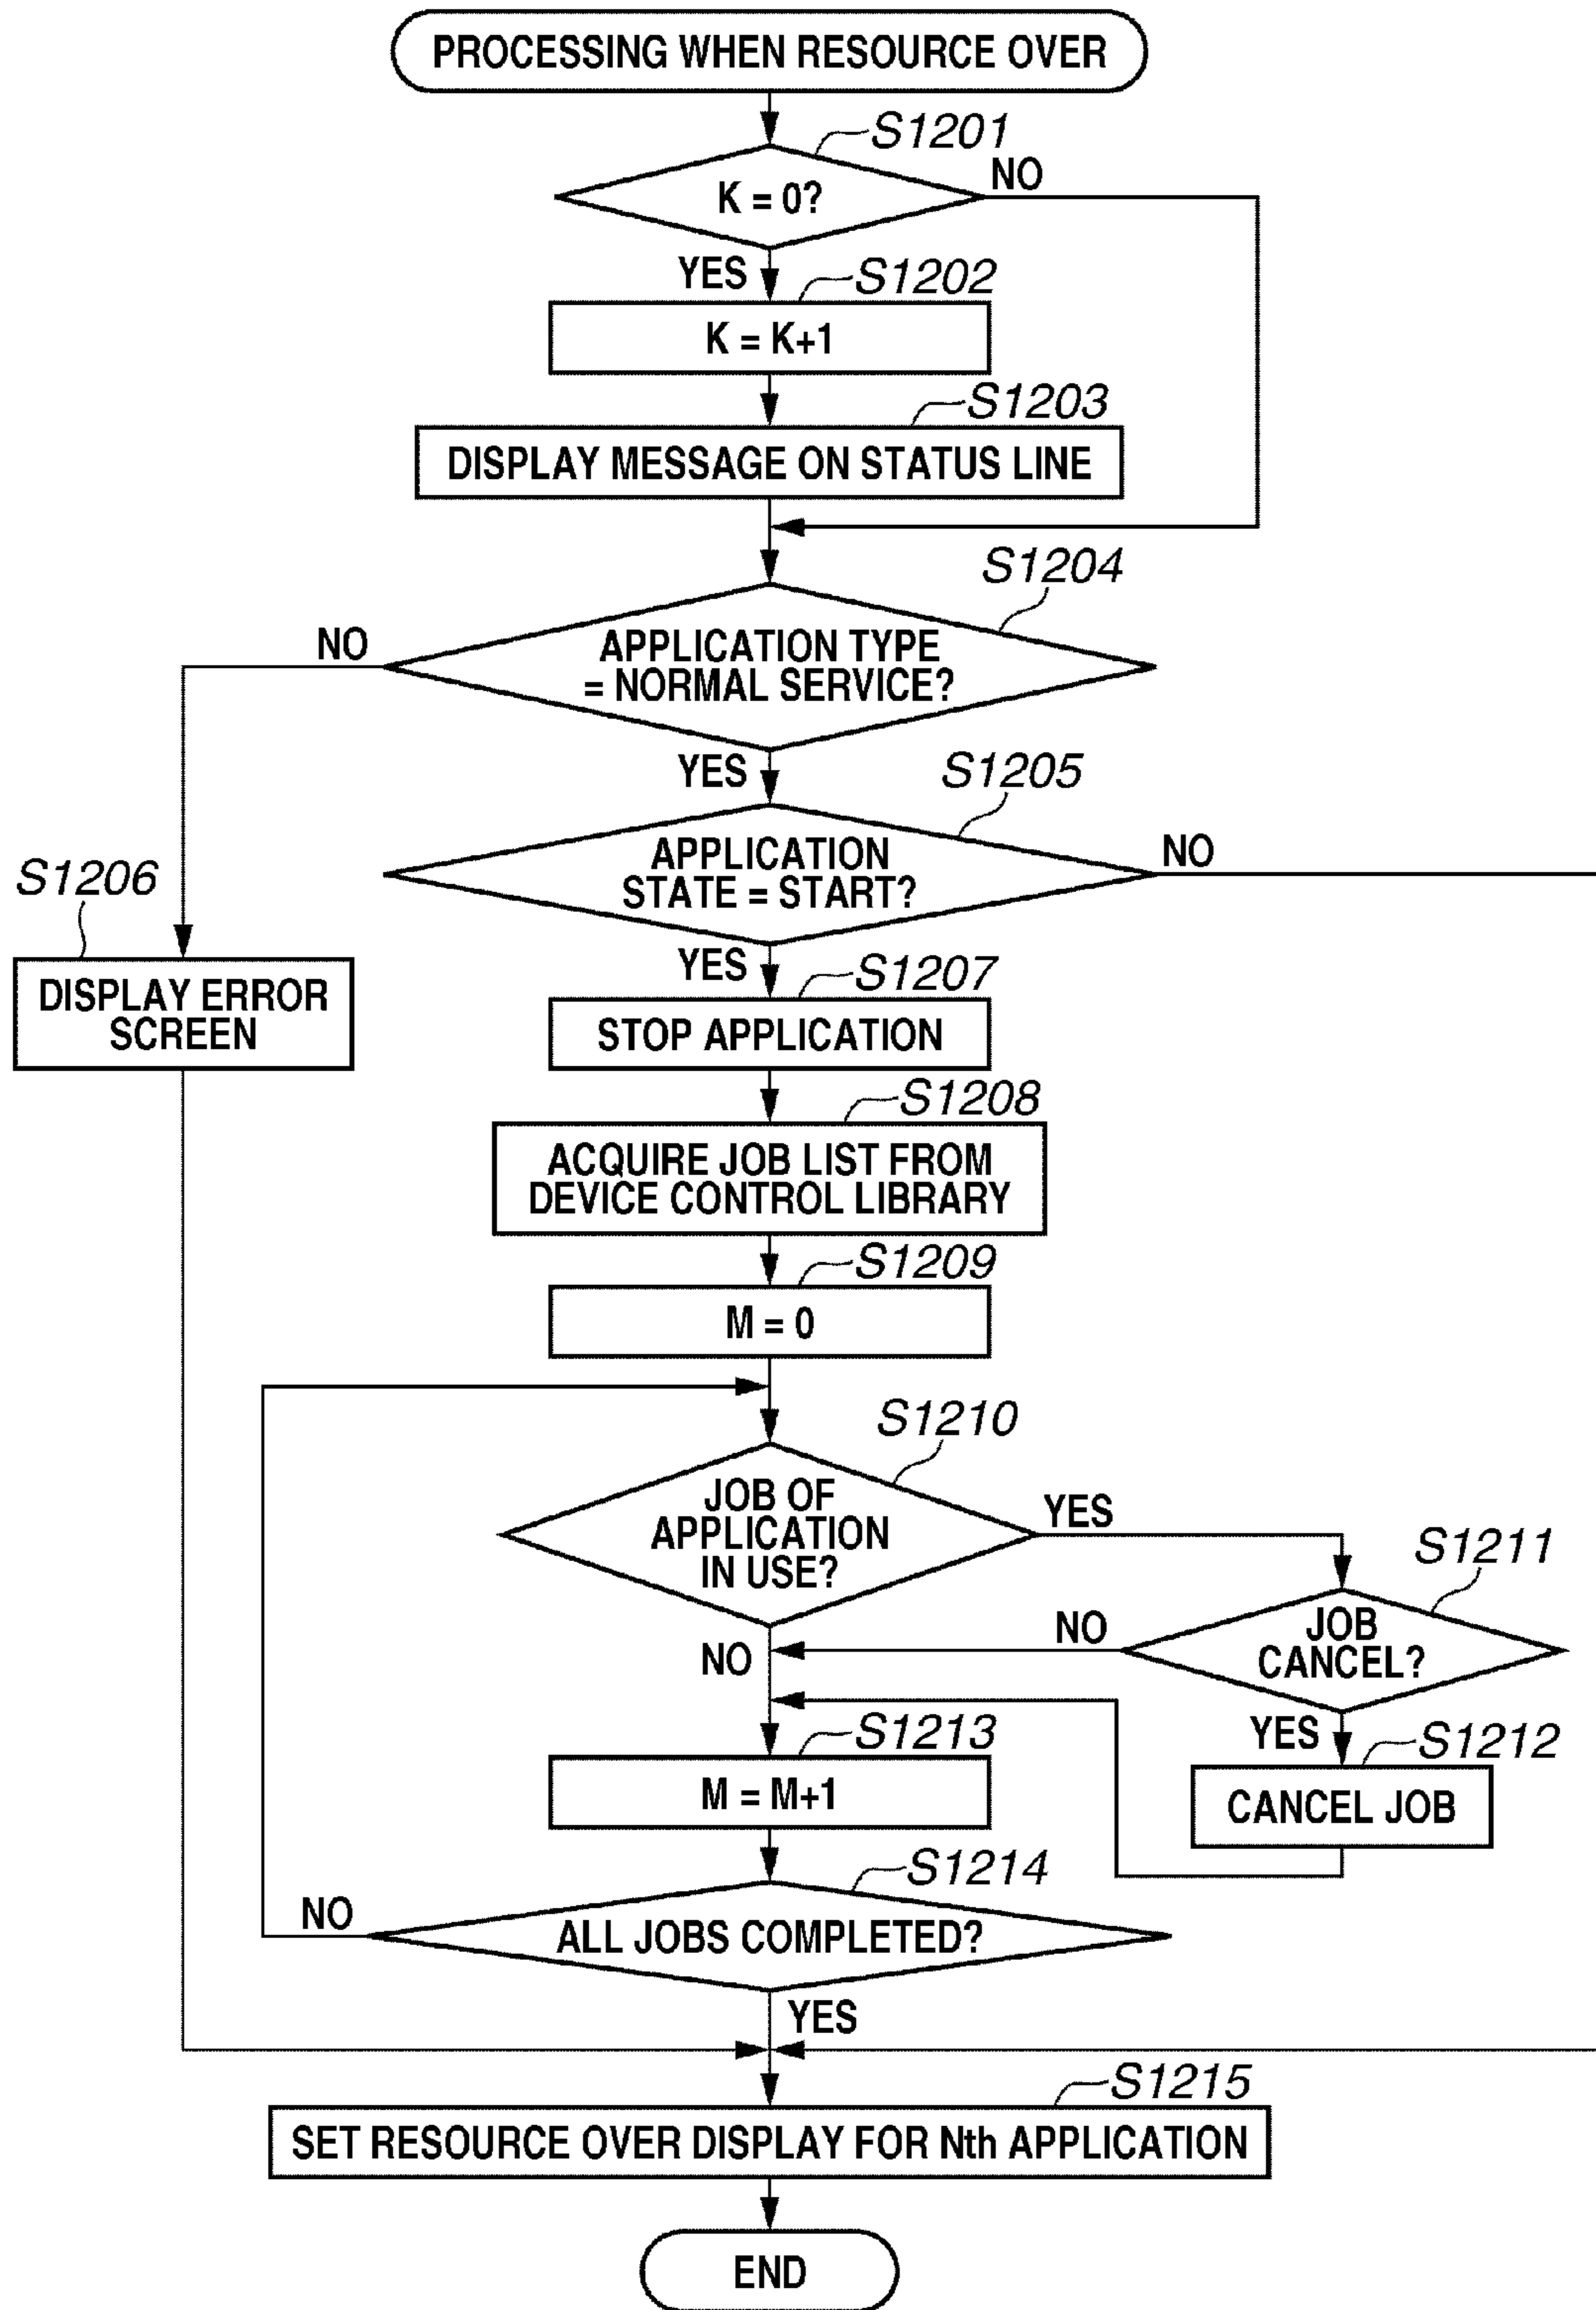 PROCESSING WHEN RESOURCE OVER
S1201
K = 0?
NO
YES
S1202
K = K+1
S1203
DISPLAY MESSAGE ON STATUS LINE
S1204
NO
APPLICATION TYPE
= NORMAL SERVICE?
YES
S1205
APPLICATION
STATE = START?
NO
S1206
DISPLAY ERROR
SCREEN
YES
S1207
STOP APPLICATION
S1208
ACQUIRE JOB LIST FROM
DEVICE CONTROL LIBRARY
S1209
M = 0
S1210
JOB OF
APPLICATION
IN USE?
YES
S1211
JOB
CANCEL?
NO
NO
YES
S1212
CANCEL JOB
S1213
M = M+1
S1214
NO
ALL JOBS COMPLETED?
YES
S1215
SET RESOURCE OVER DISPLAY FOR Nth APPLICATION
END